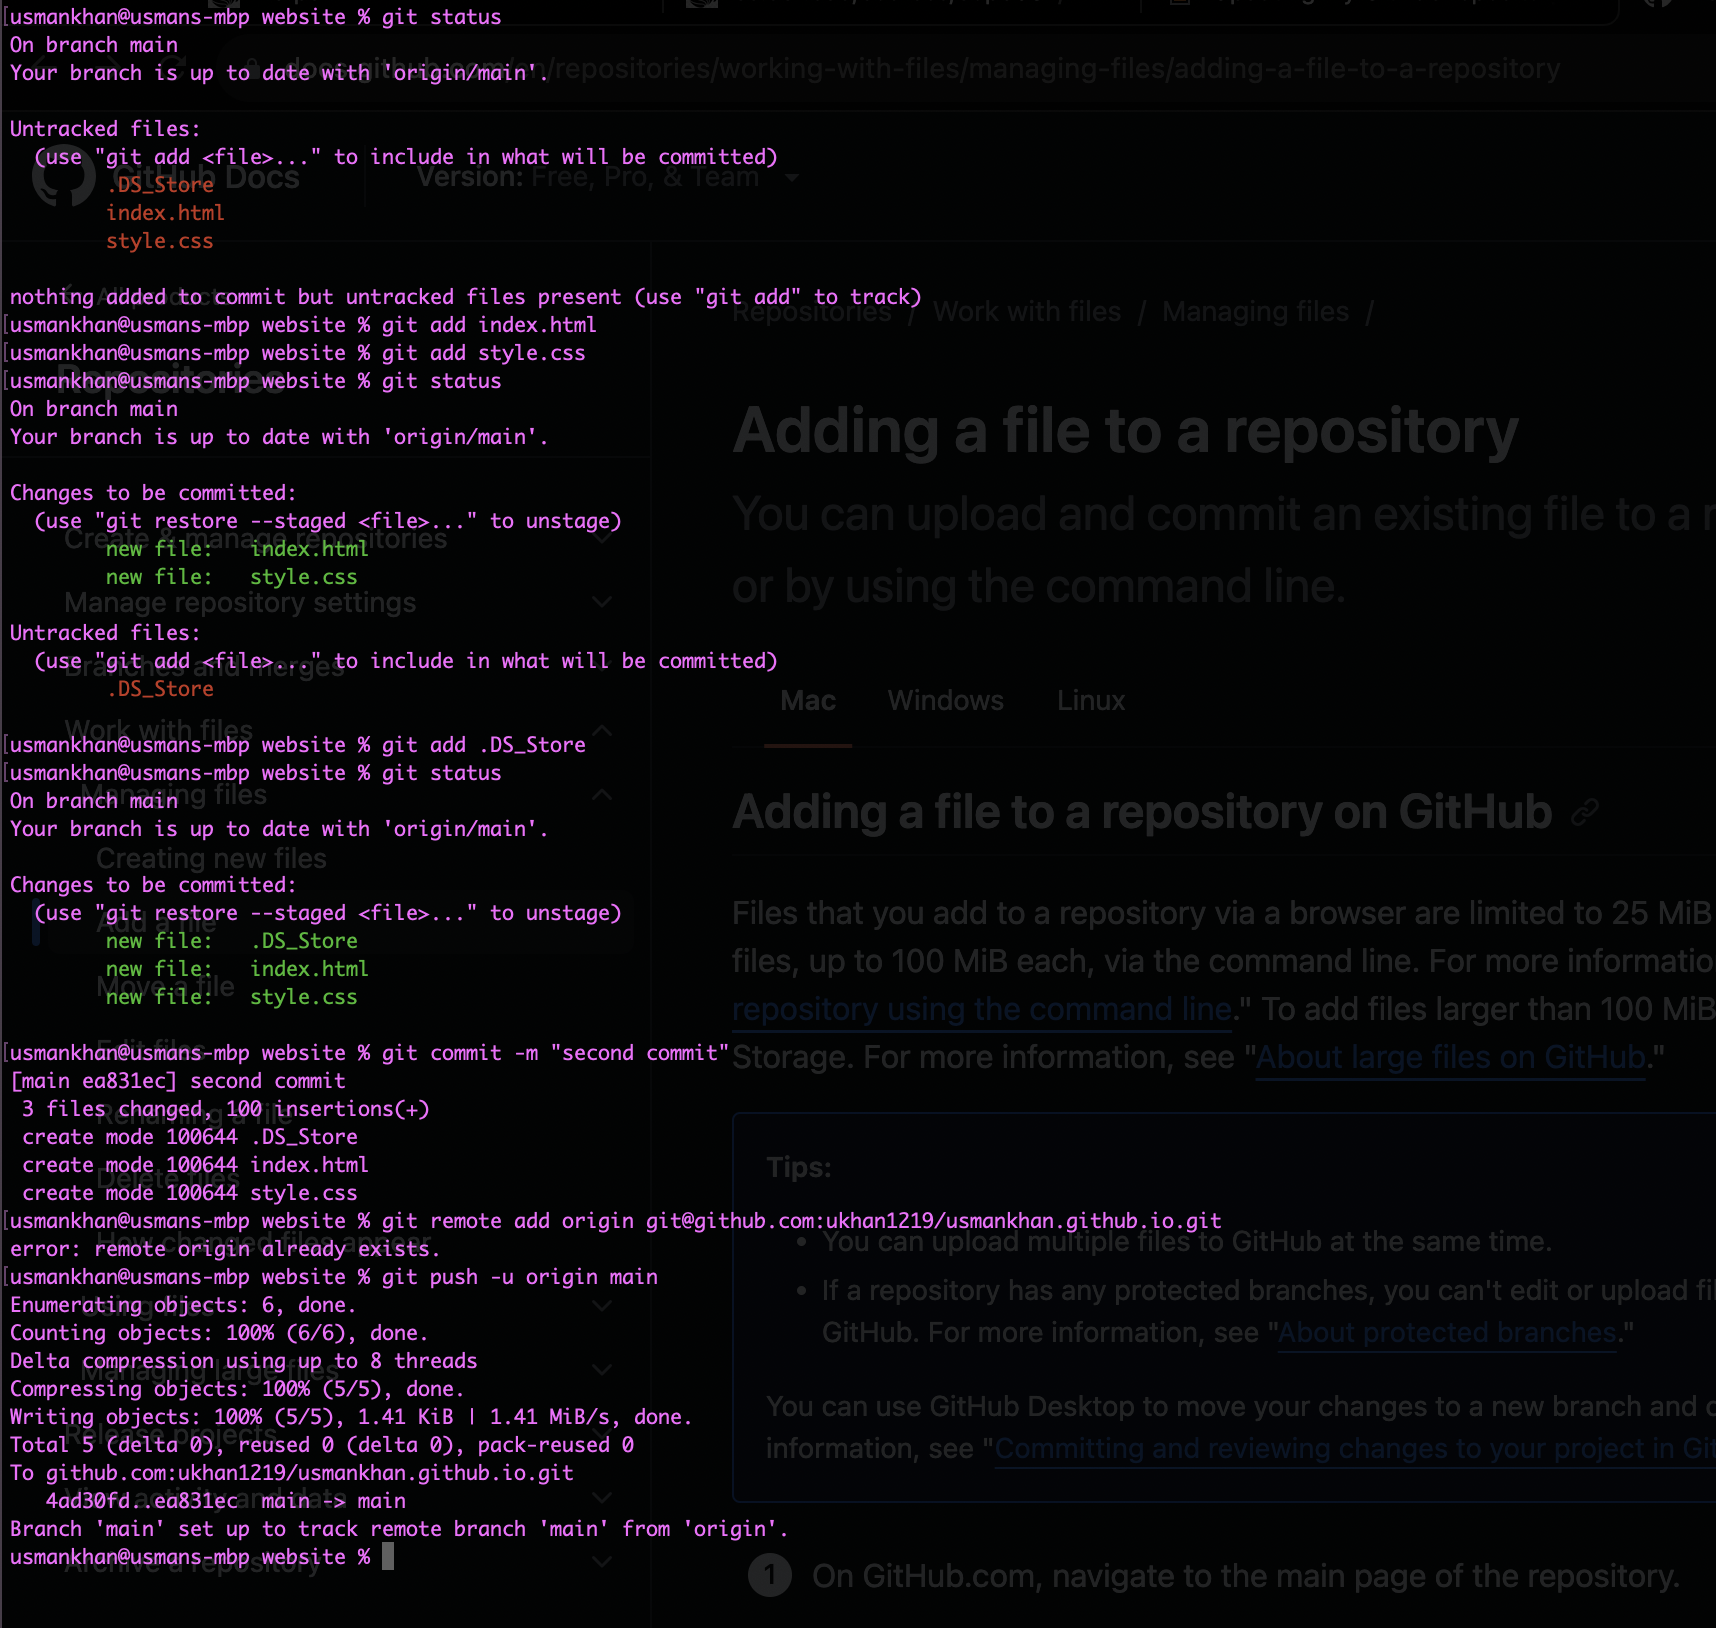 usmankhan@usmans-mbp website % git status
On branch main
Your branch is up to date with 'origin/main'.
docs.github.com/en/repositories/working-with-files/managing-files/adding-a-file-to-a-repository
Untracked files:
(use "git add <file>..." to include in what will be committed)
GitHub Docs
Version: Free, Pro, & Team
.DS_Store
index.html
style.css
nothing added to commit but untracked files present (use "git add" to track)
All products
Repositories / Work with files / Managing files /
usmankhan@usmans-mbp website % git add index.html
usmankhan@usmans-mbp website % git add style.css
usmankhan@usmans-mbp website % git status
Repositories
On branch main
Your branch is up to date with 'origin/main'.
Changes to be committed:
(use "git restore --staged <file>..." to unstage)
Create & manage repositories
new file:   index.html
new file:   style.css
Manage repository settings
Untracked files:
(use "git add <file>..." to include in what will be committed)
Branches and merges
.DS_Store
Work with files
usmankhan@usmans-mbp website % git add .DS_Store
usmankhan@usmans-mbp website % git status
Managing files
On branch main
Your branch is up to date with 'origin/main'.
Creating new files
Changes to be committed:
(use "git restore --staged <file>..." to unstage)
Add a file
new file:   .DS_Store
new file:   index.html
Move a file
new file:   style.css
Edit files
usmankhan@usmans-mbp website % git commit -m "second commit"
[main ea831ec] second commit
3 files changed, 100 insertions(+)
Renaming a file
create mode 100644 .DS_Store
create mode 100644 index.html
Delete files
create mode 100644 style.css
usmankhan@usmans-mbp website % git remote add origin git@github.com:ukhan1219/usmankhan.github.io.git
How changed files appear
error: remote origin already exists.
usmankhan@usmans-mbp website % git push -u origin main
Enumerating objects: 6, done.
Using files
Counting objects: 100% (6/6), done.
Delta compression using up to 8 threads
Managing large files
Compressing objects: 100% (5/5), done.
Writing objects: 100% (5/5), 1.41 KiB | 1.41 MiB/s, done.
Release projects
Total 5 (delta 0), reused 0 (delta 0), pack-reused 0
To github.com:ukhan1219/usmankhan.github.io.git
View activity and data
4ad30fd..ea831ec  main -> main
Branch 'main' set up to track remote branch 'main' from 'origin'.
usmankhan@usmans-mbp website %
Archive a repository
Adding a file to a repository
You can upload and commit an existing file to a
or by using the command line.
Mac Windows Linux
Adding a file to a repository on GitHub
Files that you add to a repository via a browser are limited to 25 MiB
files, up to 100 MiB each, via the command line. For more
repository using the command line." To add files larger than 100 MiB
Storage. For more information, see "About large files on GitHub."
Tips:
• You can upload multiple files to GitHub at the same time.
• If a repository has any protected branches, you can't edit or upload
GitHub. For more information, see "About protected branches."
You can use GitHub Desktop to move your changes to a new branch and
information, see "Committing and reviewing changes to your project in
1 On GitHub.com, navigate to the main page of the repository.